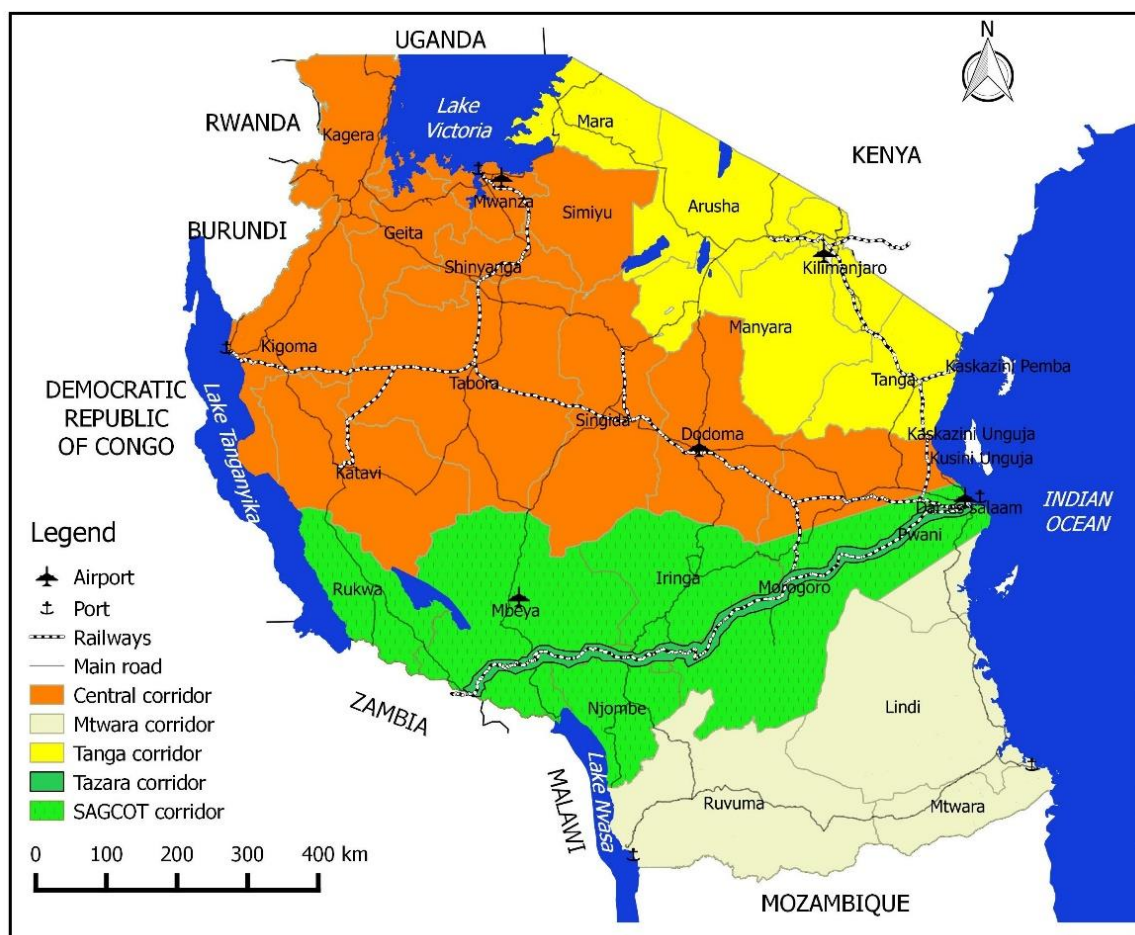 UGANDA
N
RWANDA
Lake
Victoria
Mara
Kagera
KENYA
Mwanza
Simiyu
Arusha
BURUNDI
Geita
Shinyanga
Kilimanjaro
Manyara
Kigoma
Tabora
Tanga
Kaskazini Pemba
DEMOCRATIC
REPUBLIC
OF CONGO
Lake Tanganyika
Singida
Dodoma
Kaskazini Unguja
Kusini Unguja
Katavi
INDIAN
OCEAN
Dar es salaam
Pwani
Legend
Airport
Port
Railways
Main road
Central corridor
Mtwara corridor
Tanga corridor
Tazara corridor
SAGCOT corridor
0 100 200 300 400 km
Rukwa
Mbeya
Iringa
Morogoro
ZAMBIA
Njombe
Lindi
MALAWI
Lake Nyasa
Ruvuma
Mtwara
MOZAMBIQUE